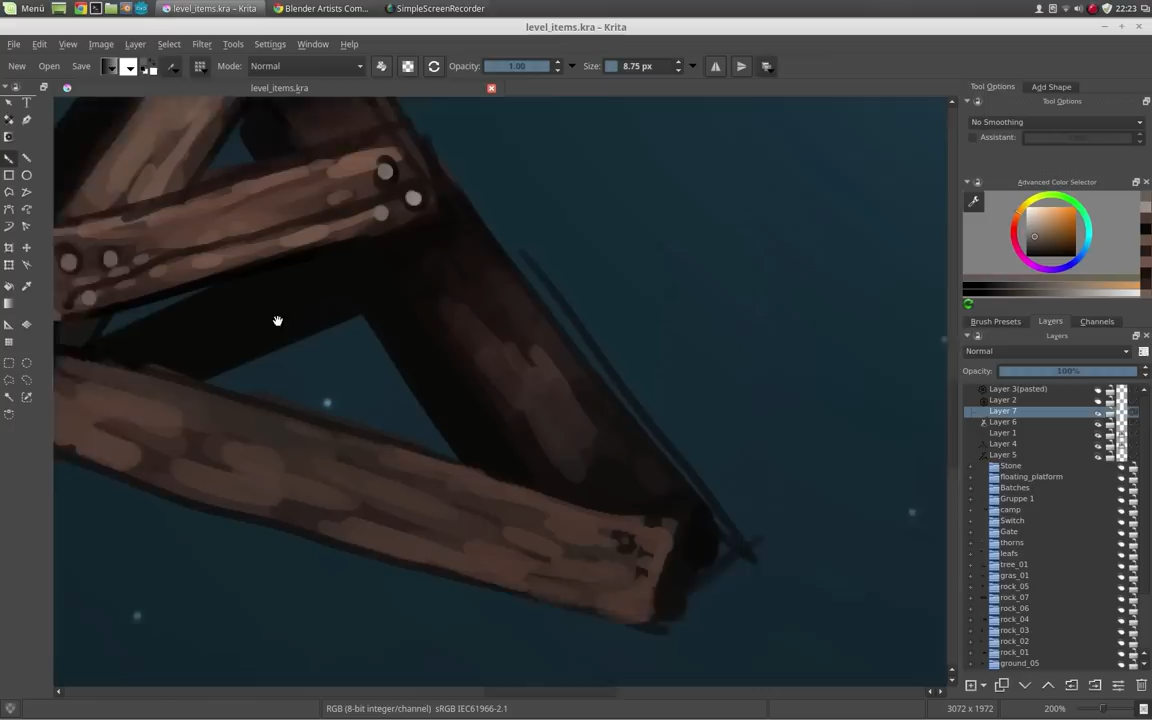 Menü
level_items.kra - Krita
Blender Artists Com...
SimpleScreenRecorder
22:23
level_items.kra - Krita
File Edit View Image Layer Select Filter Tools Settings Window Help
New Open Save Mode: Normal Opacity: 1.00 Size: 8.75 px
level_items.kra
Tool Options Add Shape
Tool Options
No Smoothing
Assistant:
Advanced Color Selector
Brush Presets Layers Channels
Layers
Normal
Opacity: 100%
Layer 3(pasted)
Layer 2
Layer 7
Layer 6
Layer 1
Layer 4
Layer 5
Stone
floating_platform
Batches
Gruppe 1
camp
Switch
Gate
thorns
leafs
tree_01
gras_01
rock_05
rock_07
rock_06
rock_04
rock_03
rock_02
rock_01
ground_05
RGB (8-bit integer/channel) sRGB IEC61966-2.1
3072 x 1972
200%